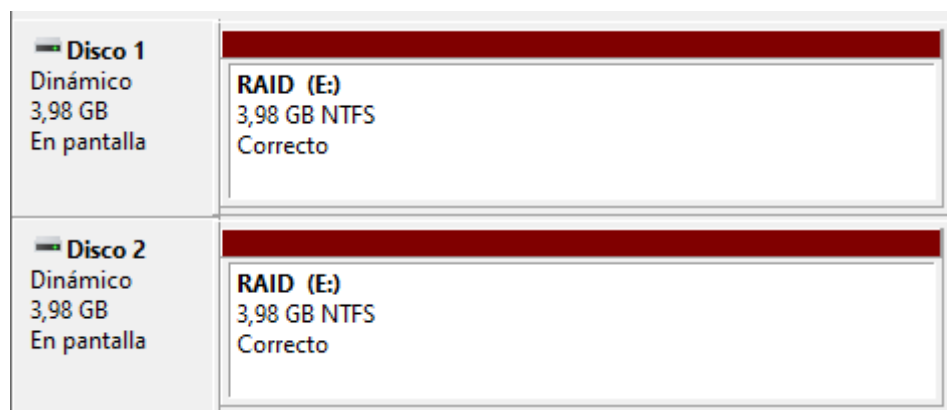 Disco 1
Dinámico
3,98 GB
En pantalla
RAID (E:)
3,98 GB NTFS
Correcto
Disco 2
Dinámico
3,98 GB
En pantalla
RAID (E:)
3,98 GB NTFS
Correcto